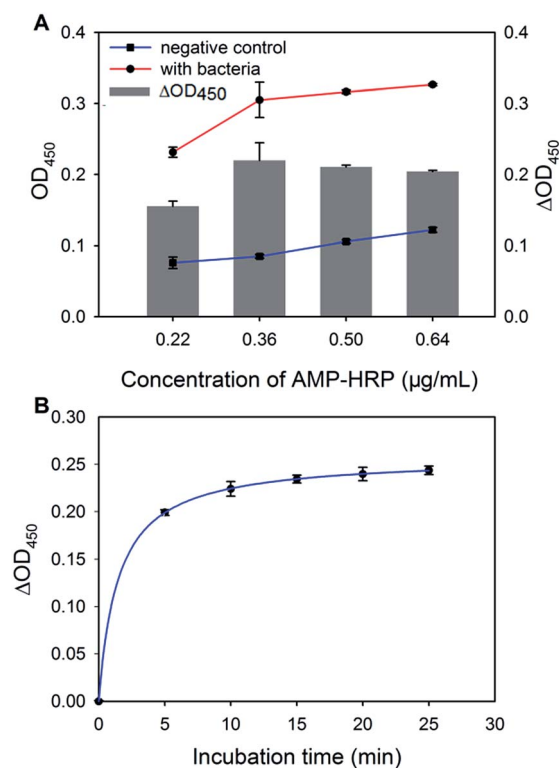 A
0.4
0.3
0.2
0.1
0.0
OD450
negative control
with bacteria
ΔOD450
0.4
0.3
0.2
0.1
0.0
ΔOD450
0.22 0.36 0.50 0.64
Concentration of AMP-HRP (µg/mL)
B
0.30
0.25
0.20
0.15
0.10
0.05
0.00
ΔOD450
0 5 10 15 20 25 30
Incubation time (min)